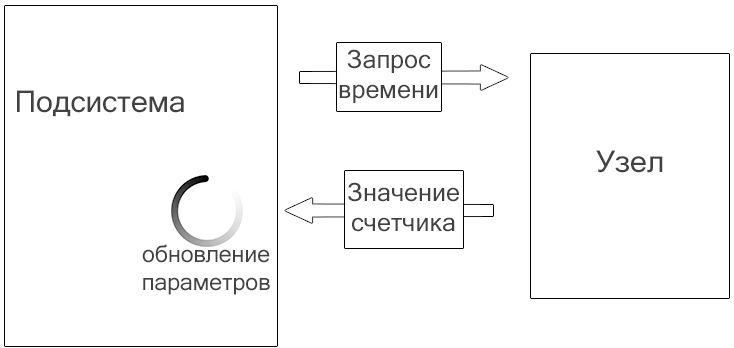 Подсистема
обновление
параметров
Запрос
времени
Значение
счетчика
Узел